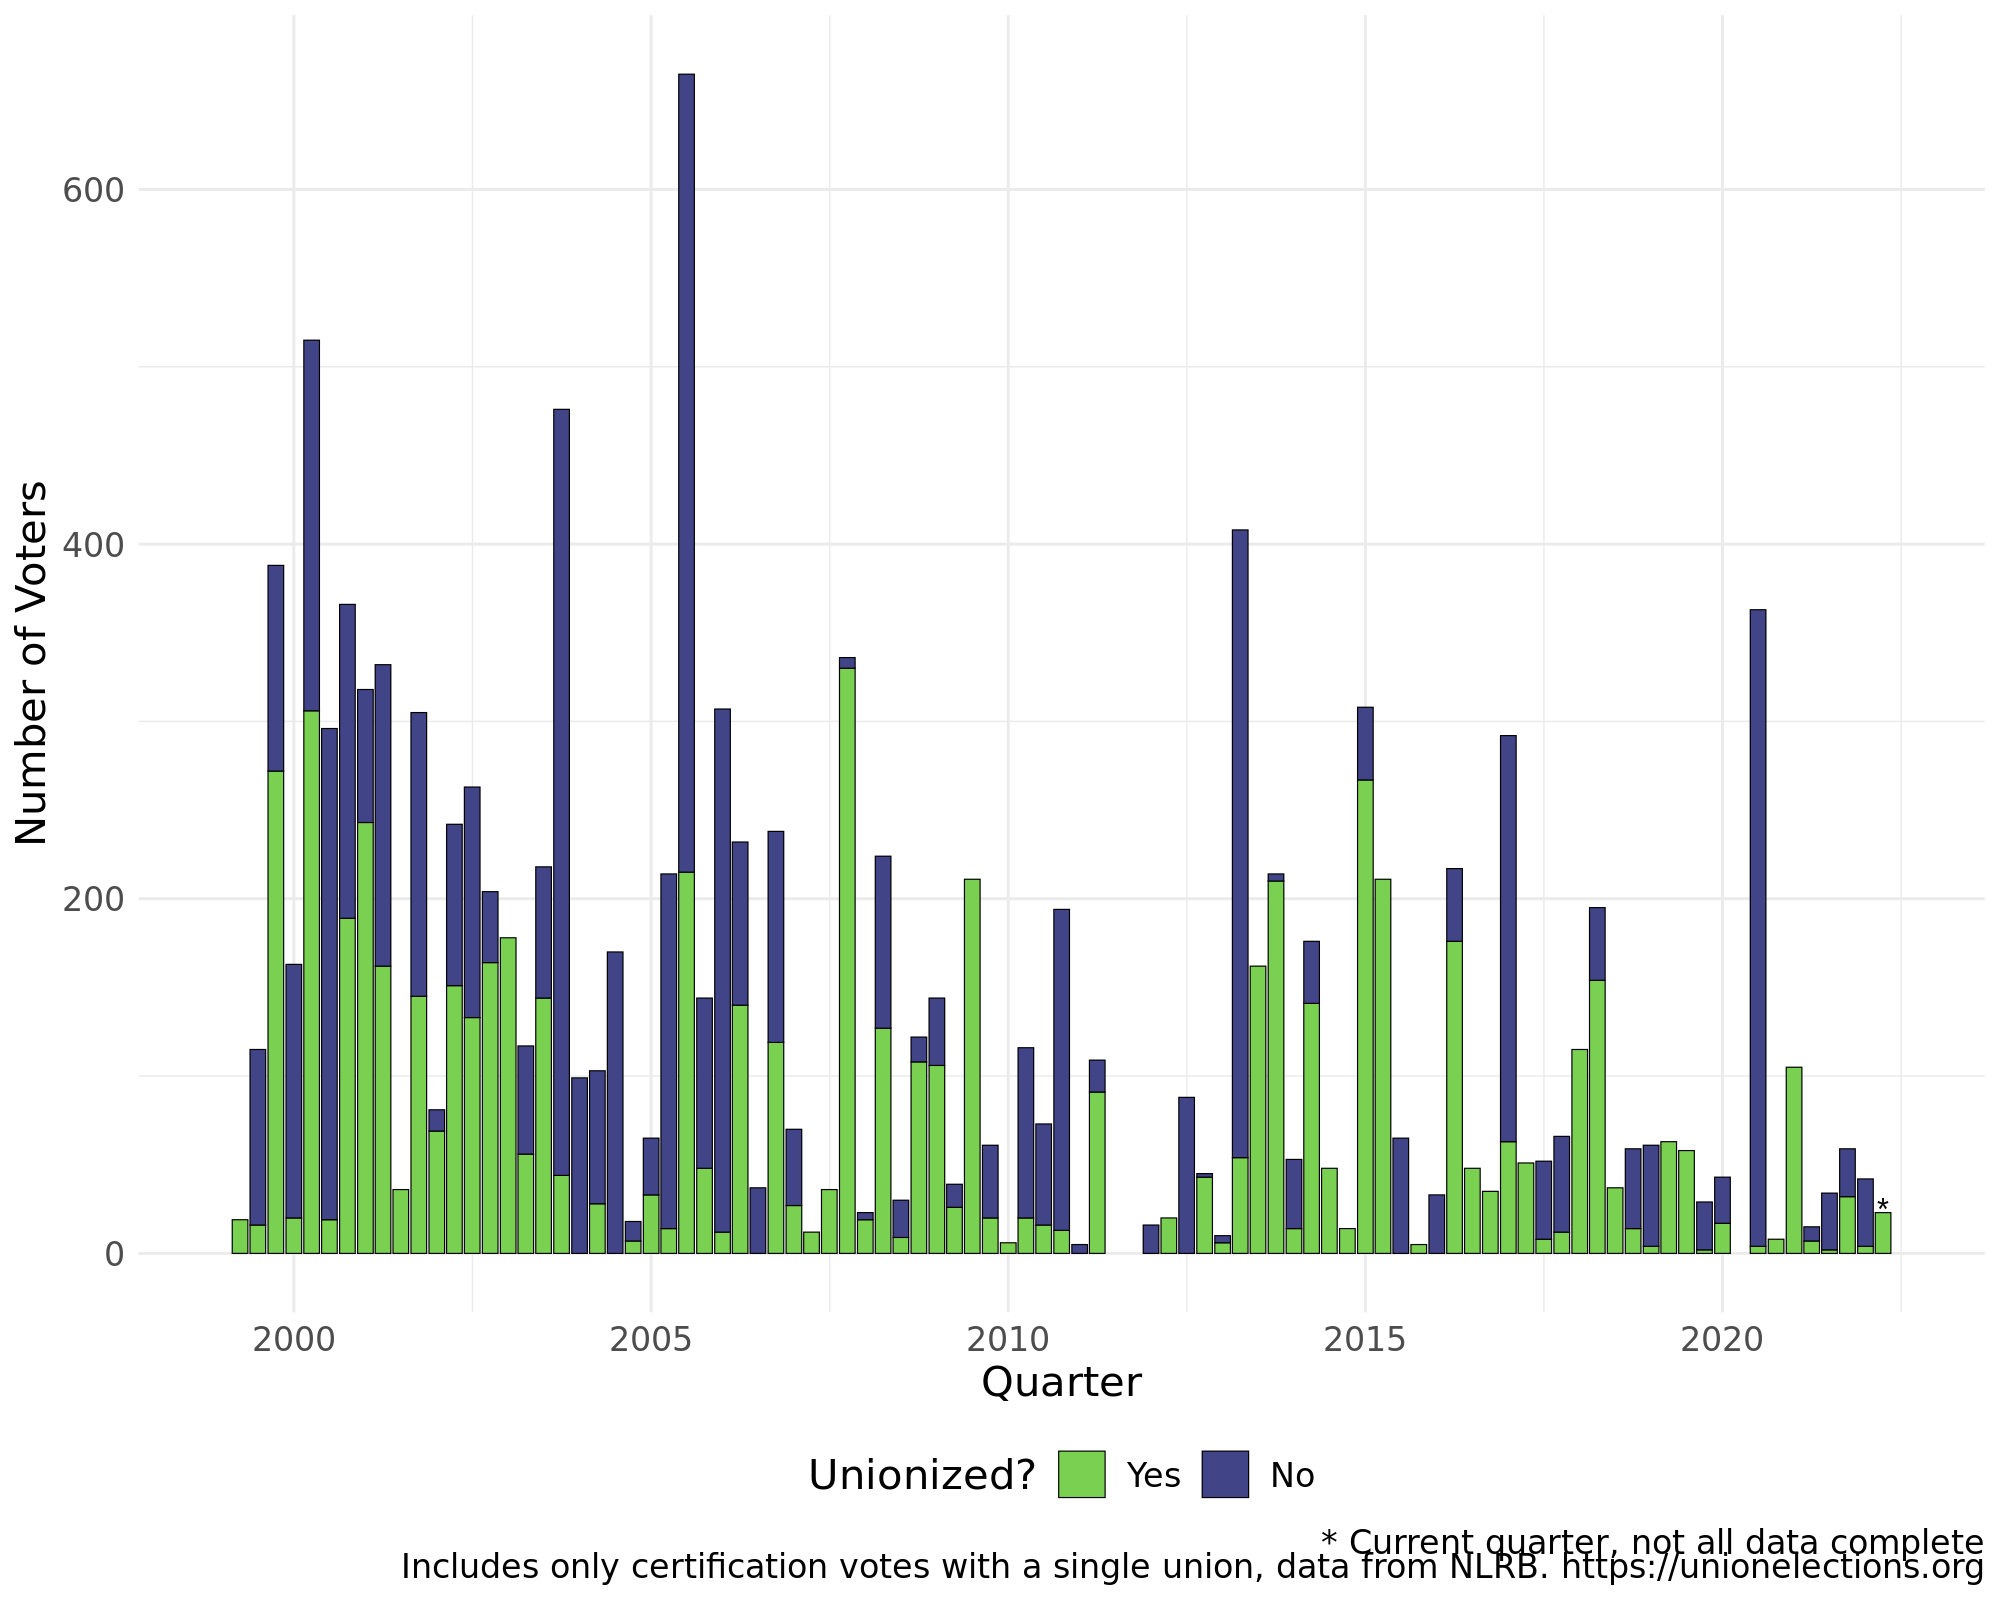 Number of Voters
600
400
200
0
*
2000 2005 2010 2015 2020
Quarter
Unionized? Yes No
* Current quarter, not all data complete
Includes only certification votes with a single union, data from NLRB. https://unionelections.org